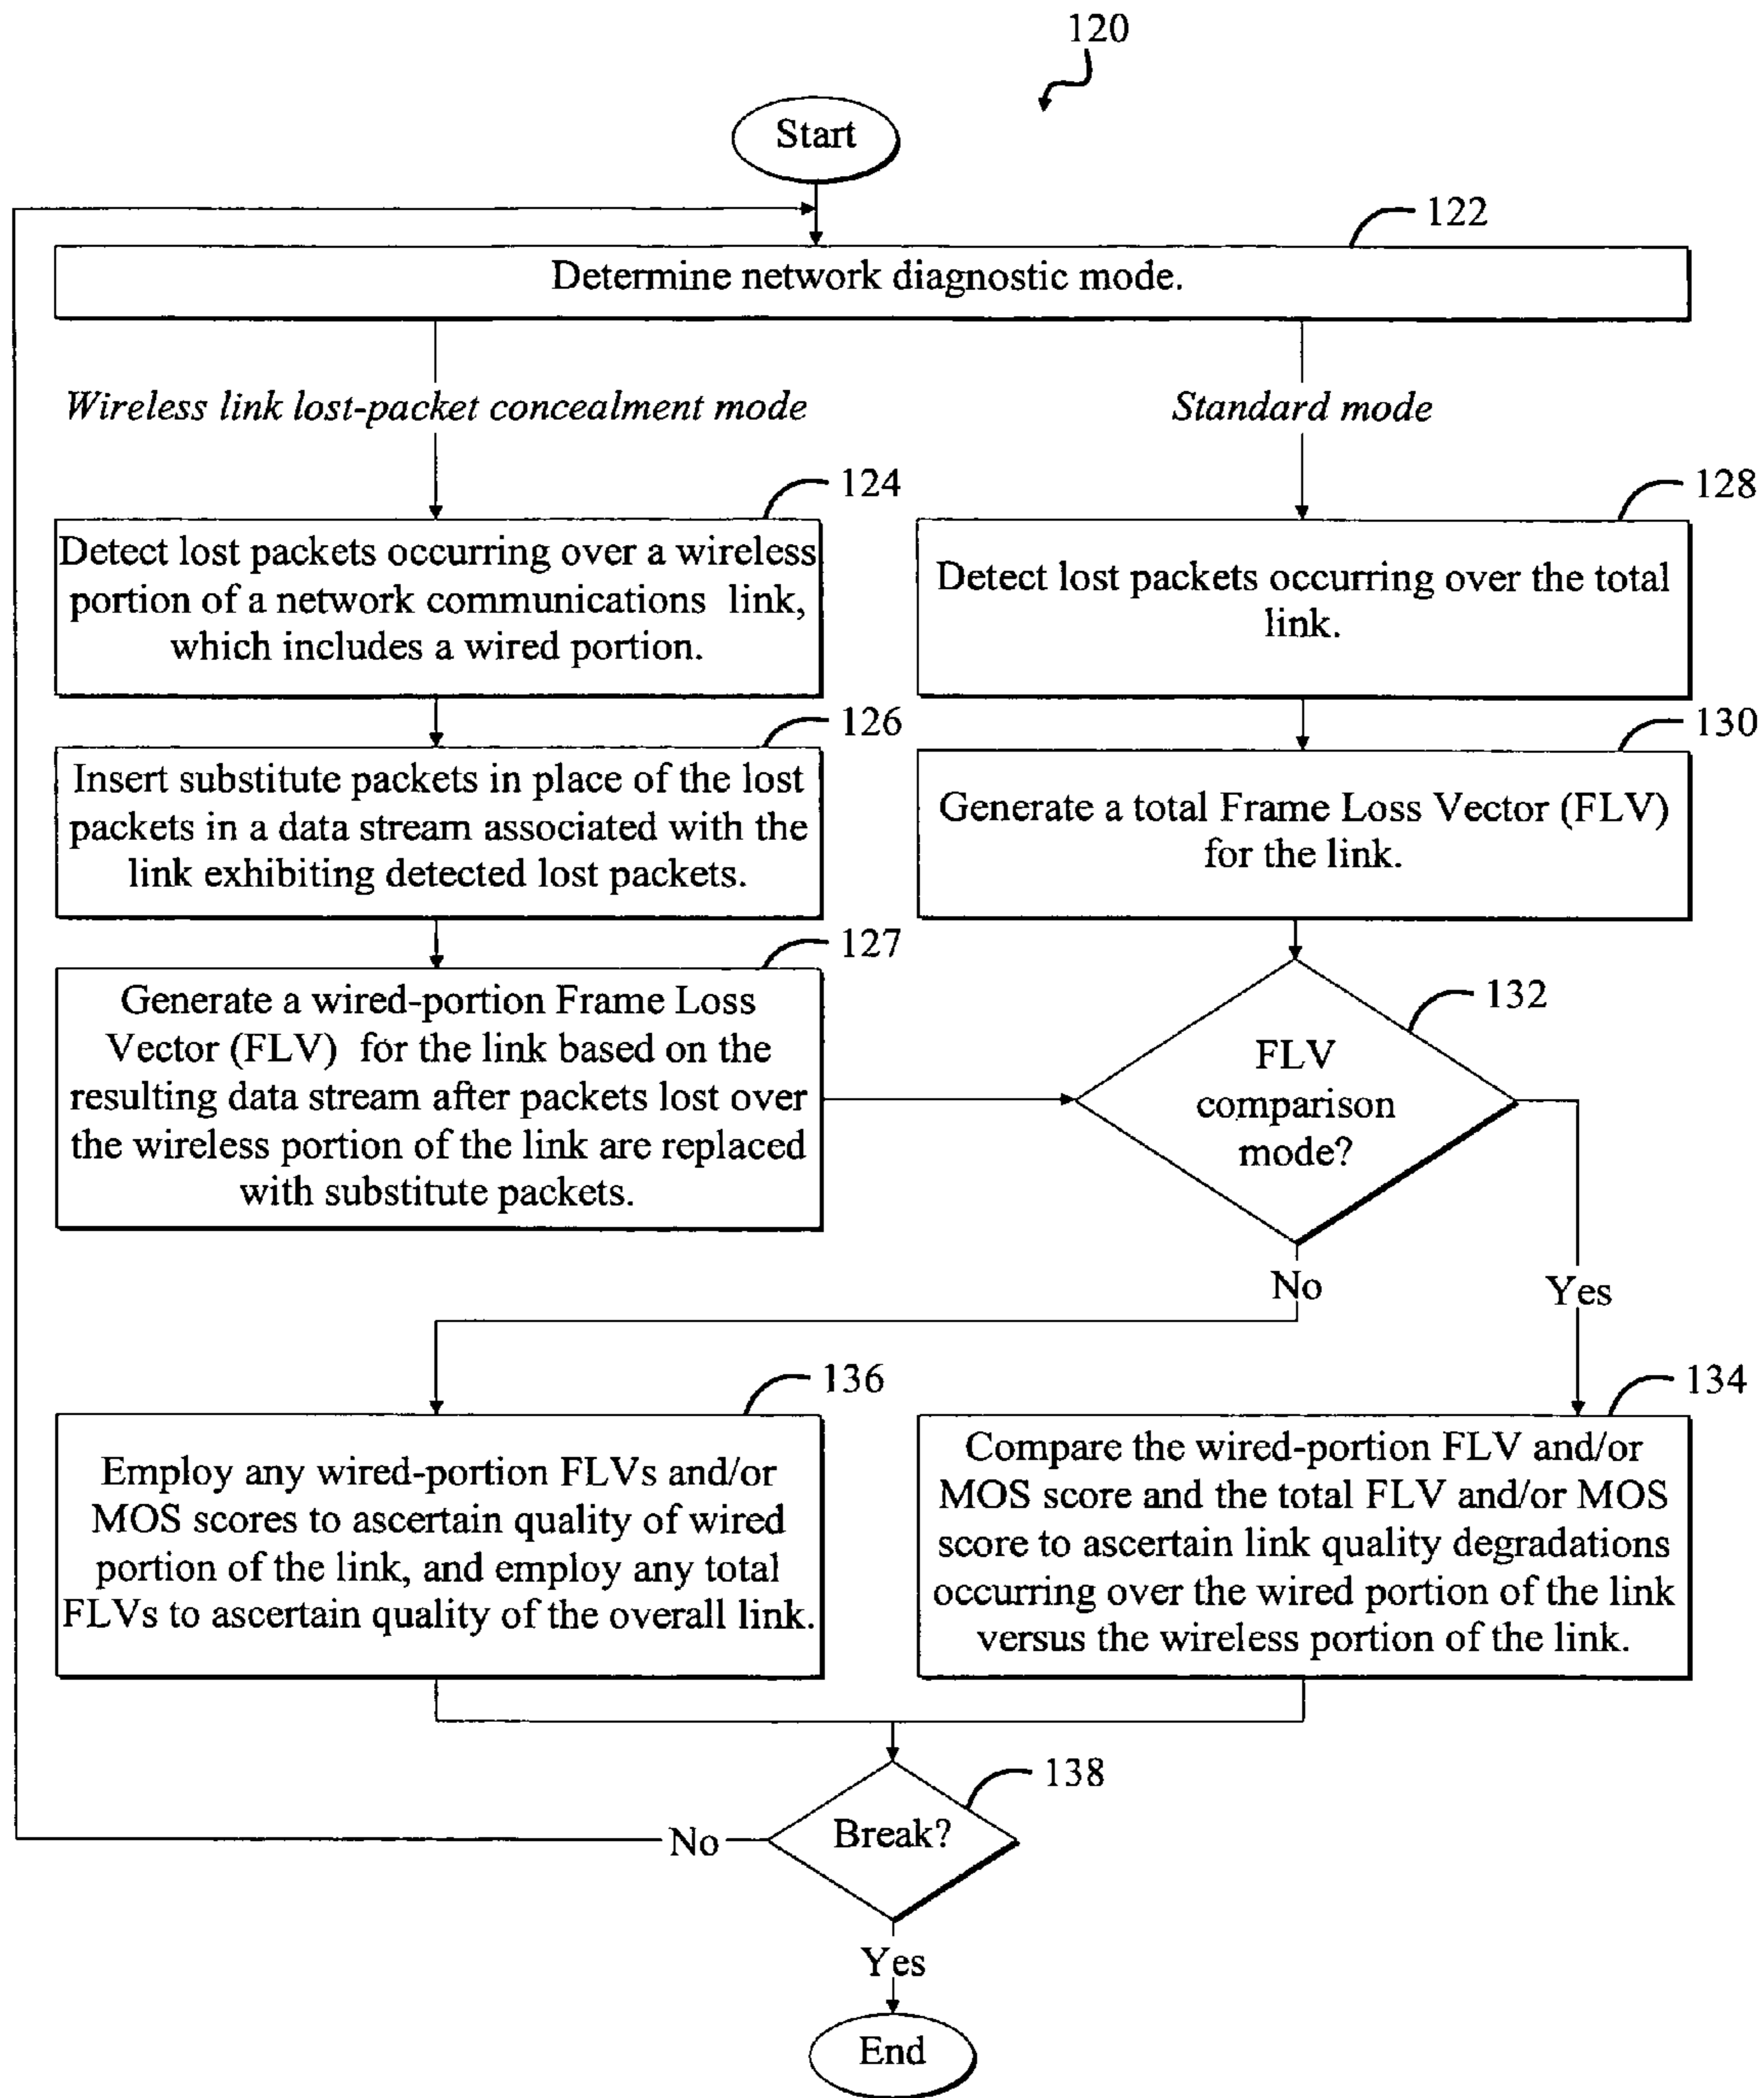 120
Start
122
Determine network diagnostic mode.
Wireless link lost-packet concealment mode
Standard mode
124
Detect lost packets occurring over a wireless
portion of a network communications link,
which includes a wired portion.
128
Detect lost packets occurring over the total
link.
126
Insert substitute packets in place of the lost
packets in a data stream associated with the
link exhibiting detected lost packets.
130
Generate a total Frame Loss Vector (FLV)
for the link.
127
Generate a wired-portion Frame Loss
Vector (FLV) for the link based on the
resulting data stream after packets lost over
the wireless portion of the link are replaced
with substitute packets.
132
FLV
comparison
mode?
No
Yes
136
Employ any wired-portion FLVs and/or
MOS scores to ascertain quality of wired
portion of the link, and employ any total
FLVs to ascertain quality of the overall link.
134
Compare the wired-portion FLV and/or
MOS score and the total FLV and/or MOS
score to ascertain link quality degradations
occurring over the wired portion of the link
versus the wireless portion of the link.
138
Break?
No
Yes
End